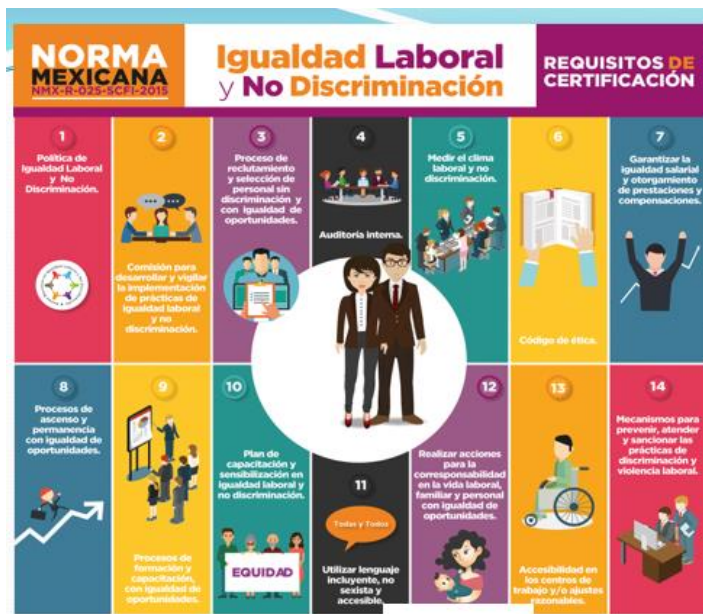 NORMA
MEXICANA
NMX-R-025-SCFI-2015
Igualdad Laboral
y No Discriminación
REQUISITOS DE
CERTIFICACIÓN
1
Política de
Igualdad Laboral
y No
Discriminación.
2
Comisión para
desarrollar y vigilar
la implementación
de prácticas de
igualdad laboral
y no
discriminación.
3
Proceso de
reclutamiento
y selección de
personal sin
discriminación y
con igualdad de
oportunidades.
4
Auditoría interna.
5
Medir el clima
laboral y no
discriminación.
6
Código de ética.
7
Garantizar la
igualdad salarial
y otorgamiento
de prestaciones y
compensaciones.
8
Procesos de
ascenso y
permanencia
con igualdad de
oportunidades.
9
Procesos de
formación y
capacitación,
con igualdad de
oportunidades.
10
Plan de
capacitación y
sensibilización en
igualdad laboral y
no discriminación.
EQUIDAD
11
Todas y Todos
Utilizar lenguaje
incluyente, no
sexista y
accesible.
12
Realizar acciones
para la
corresponsabilidad
en la vida laboral,
familiar y personal
con igualdad de
oportunidades.
13
Accesibilidad en
los centros de
trabajo y/o ajustes
razonables.
14
Mecanismos para
prevenir, atender
y sancionar las
prácticas de
discriminación y
violencia laboral.